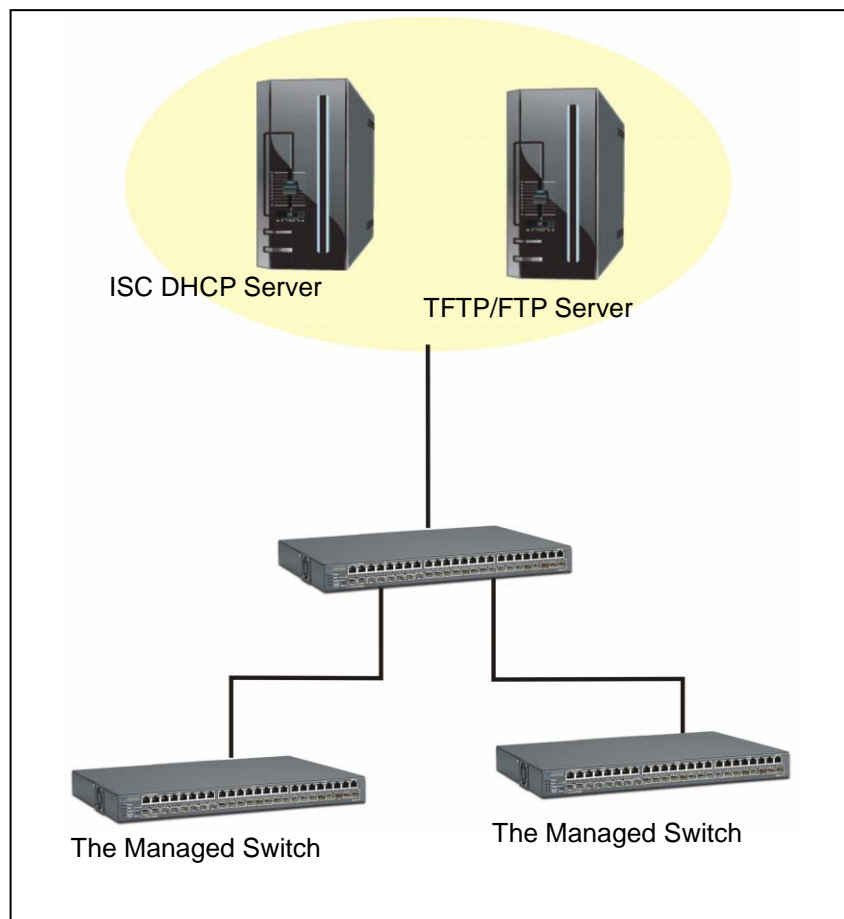 ISC DHCP Server
TFTP/FTP Server
The Managed Switch
The Managed Switch